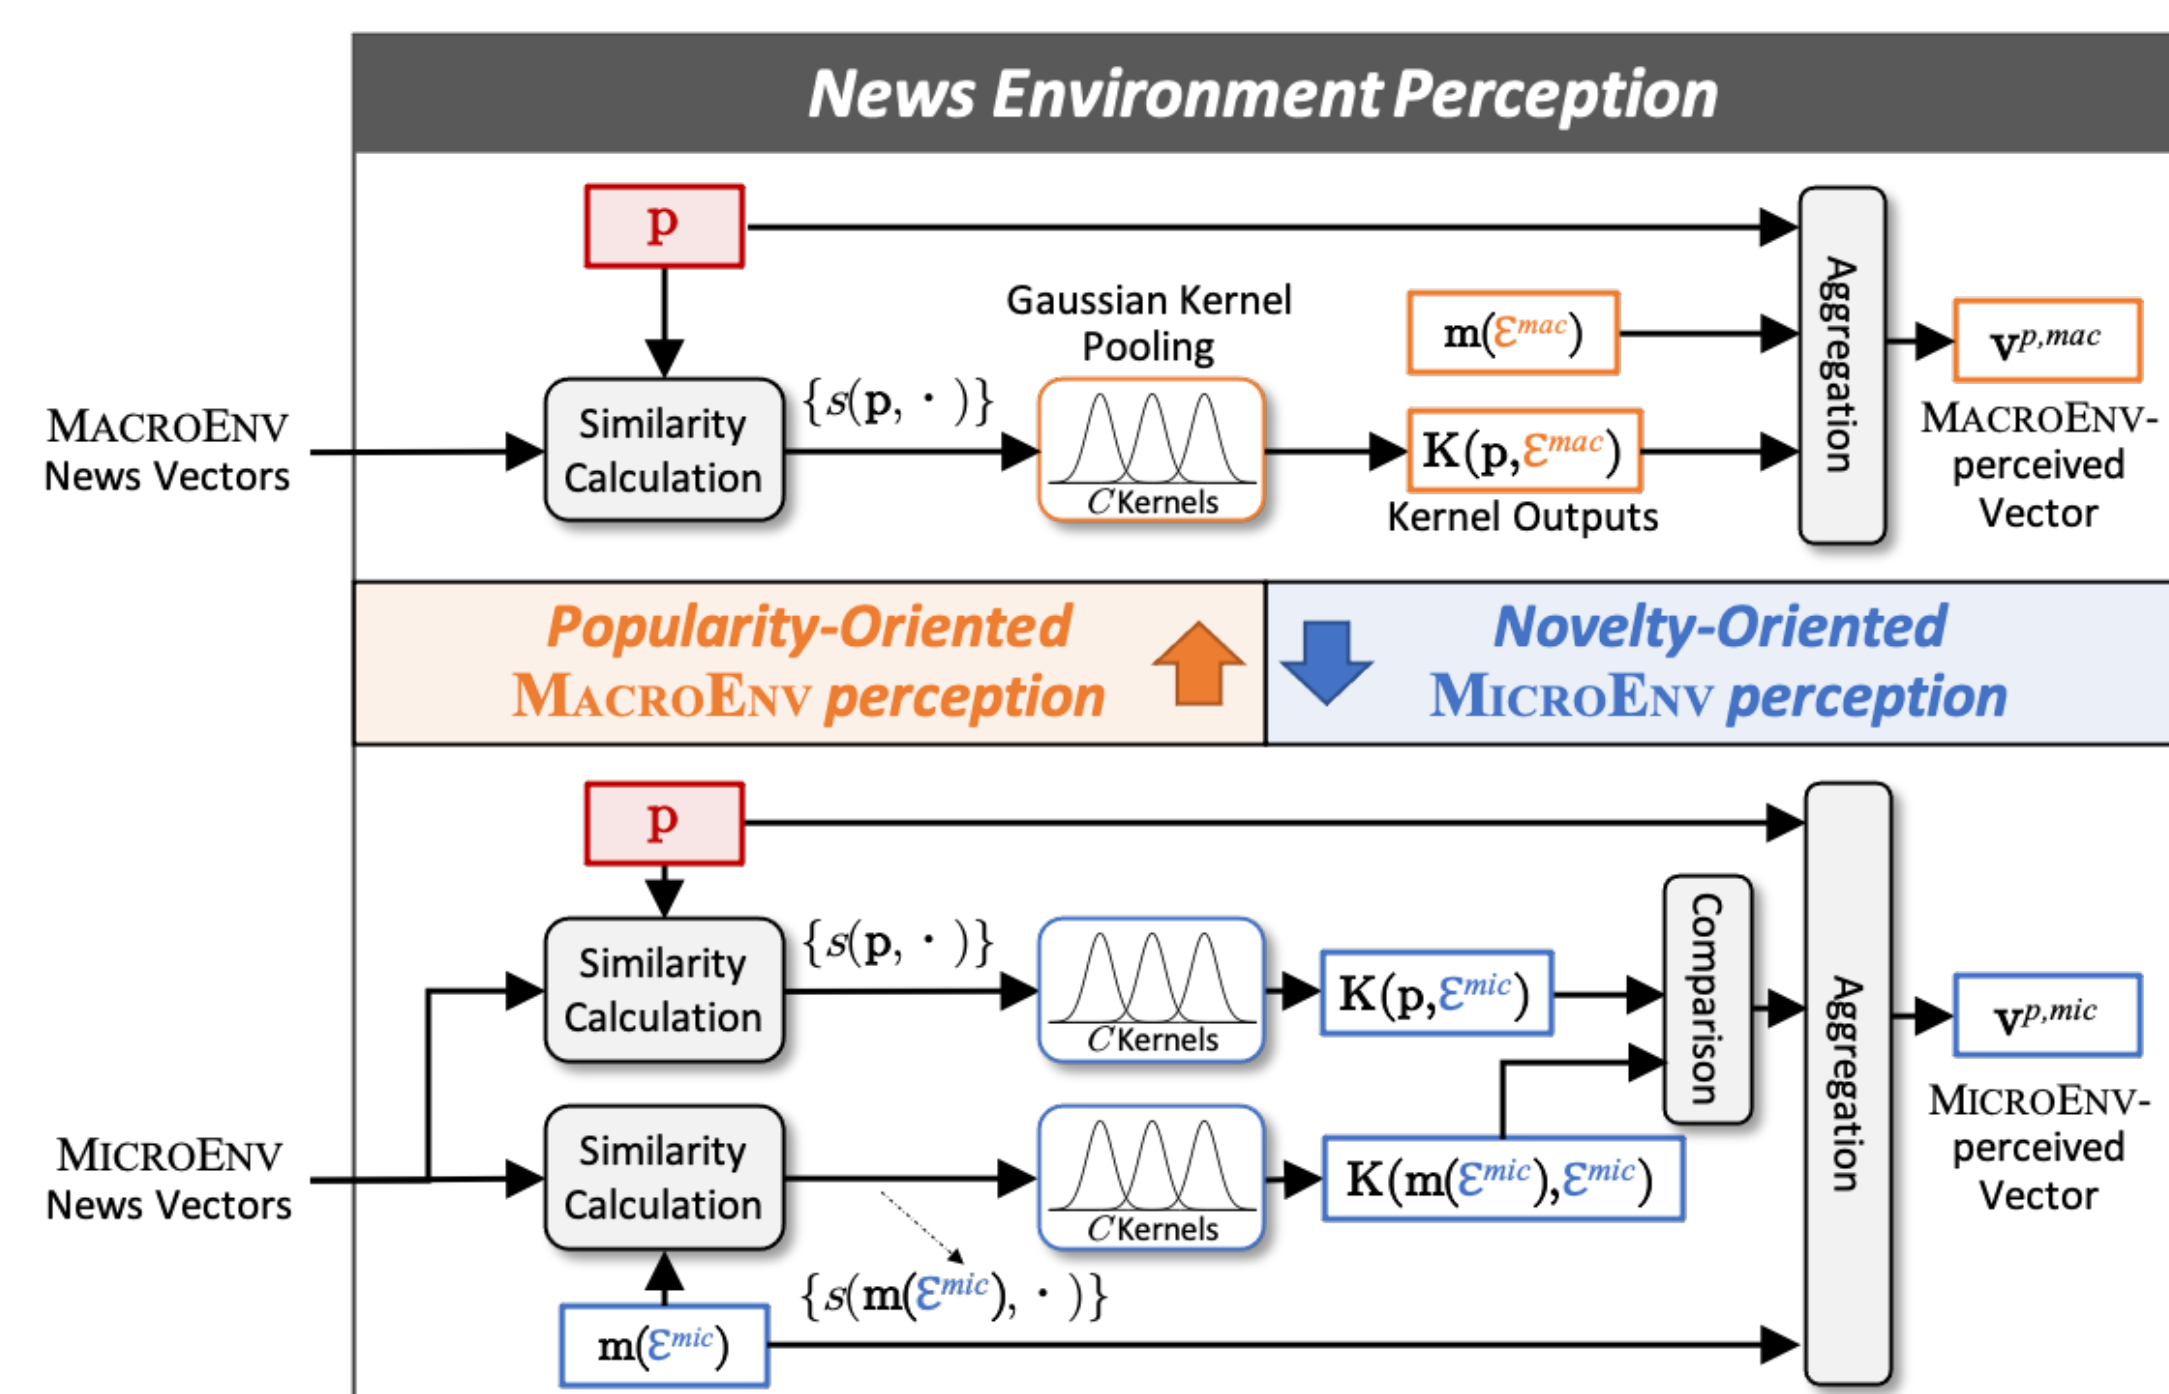 News Environment Perception
p
Gaussian Kernel
Pooling
m(ℰ^mac)
Aggregation
v^p,mac
MACROENV
News Vectors
Similarity
Calculation
{s(p, · )}
C Kernels
K(p,ℰ^mac)
Kernel Outputs
MACROENV-
perceived
Vector
Popularity-Oriented
MACROENV perception
Novelty-Oriented
MICROENV perception
p
Similarity
Calculation
{s(p, · )}
C Kernels
K(p,ℰ^mic)
Comparison
Aggregation
v^p,mic
MICROENV-
perceived
Vector
MICROENV
News Vectors
Similarity
Calculation
C Kernels
K(m(ℰ^mic),ℰ^mic)
{s(m(ℰ^mic), · )}
m(ℰ^mic)